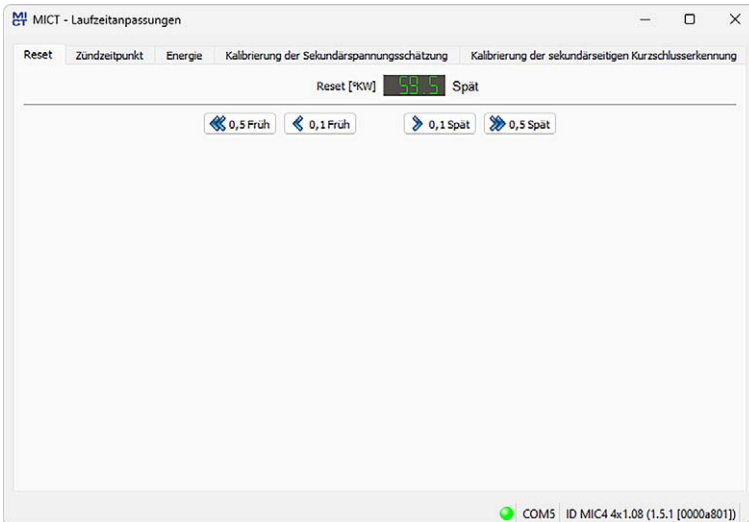 MICT MICT - Laufzeitanpassungen
Reset Zündzeitpunkt Energie Kalibrierung der Sekundärspannungsschätzung Kalibrierung der sekundärseitigen Kurzschlusserkennung
Reset [°KW] 59.5 Spät
0,5 Früh 0,1 Früh 0,1 Spät 0,5 Spät
COM5 ID MIC4 4x1.08 (1.5.1 [0000a801])